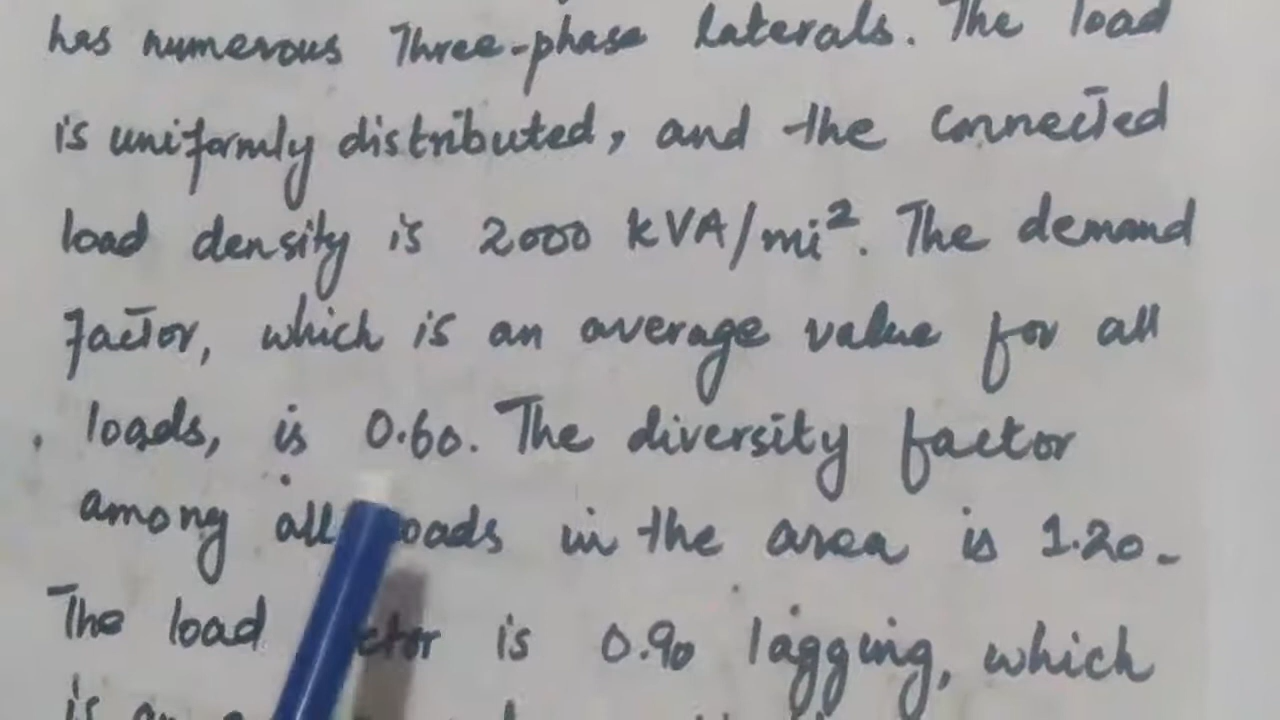 has numerous Three-phase laterals. The load
is uniformly distributed, and the connected
load density is 2000 kVA/mi². The demand
factor, which is an average value for all
loads, is 0.60. The diversity factor
among all loads in the area is 1.20.
The load is 0.90 lagging, which
is an